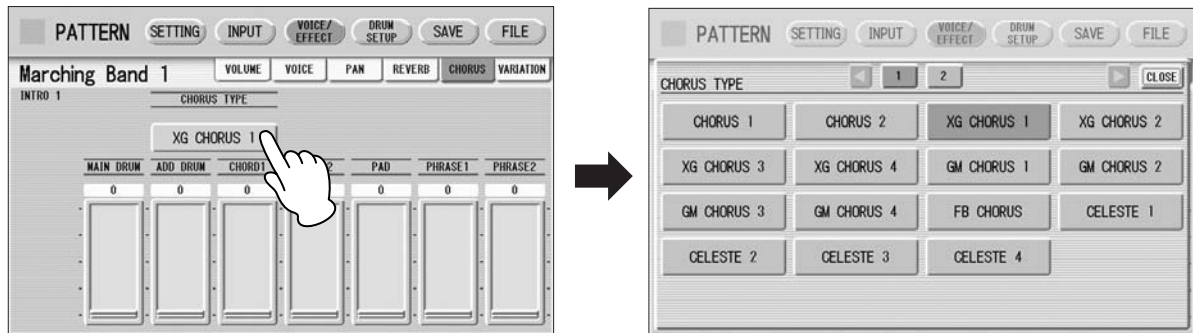 PATTERN SETTING INPUT VOICE/EFFECT DRUM SETUP SAVE FILE
Marching Band 1 VOLUME VOICE PAN REVERB CHORUS VARIATION
INTRO 1 CHORUS TYPE
XG CHORUS 1
MAIN DRUM ADD DRUM CHORD1 2 PAD PHRASE1 PHRASE2
0 0 0 0 0 0
PATTERN SETTING INPUT VOICE/EFFECT DRUM SETUP SAVE FILE
CHORUS TYPE 1 2 CLOSE
CHORUS 1 CHORUS 2 XG CHORUS 1 XG CHORUS 2
XG CHORUS 3 XG CHORUS 4 GM CHORUS 1 GM CHORUS 2
GM CHORUS 3 GM CHORUS 4 FB CHORUS CELESTE 1
CELESTE 2 CELESTE 3 CELESTE 4